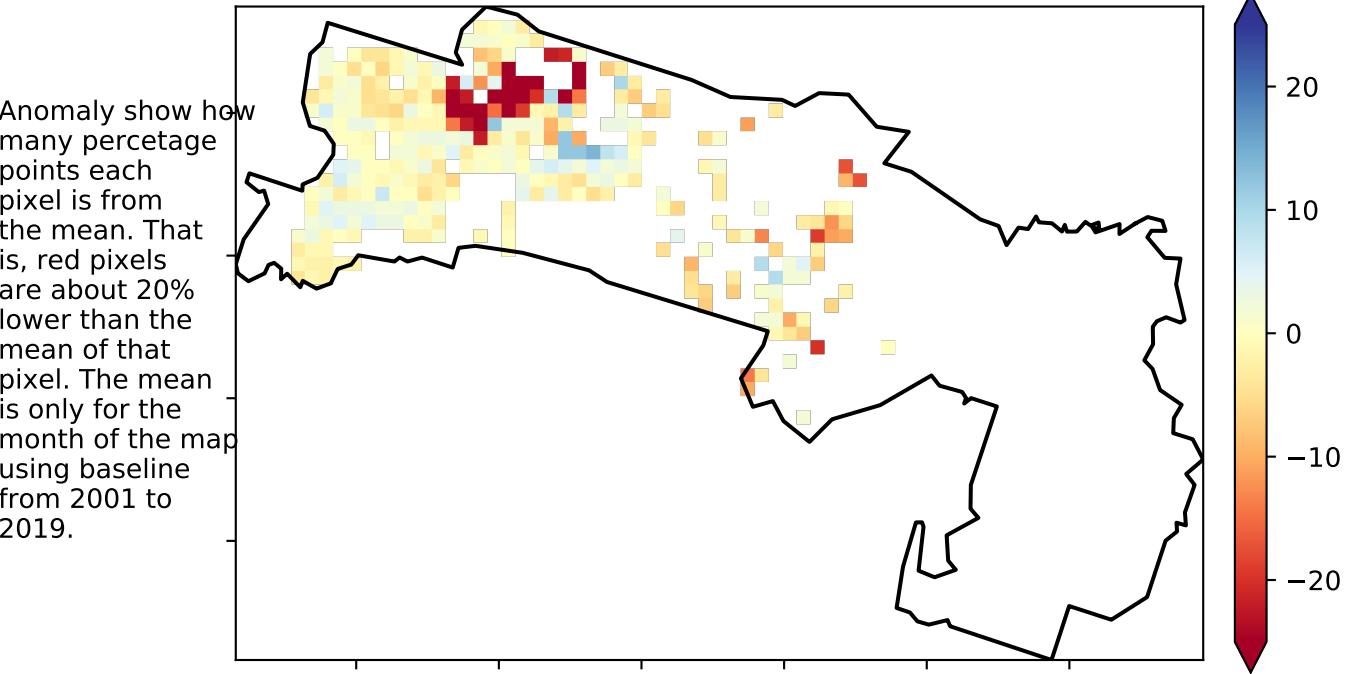 Anomaly show how
many percetage
points each
pixel is from
the mean. That
is, red pixels
are about 20%
lower than the
mean of that
pixel. The mean
is only for the
month of the map
using baseline
from 2001 to
2019.
20
10
0
−10
−20